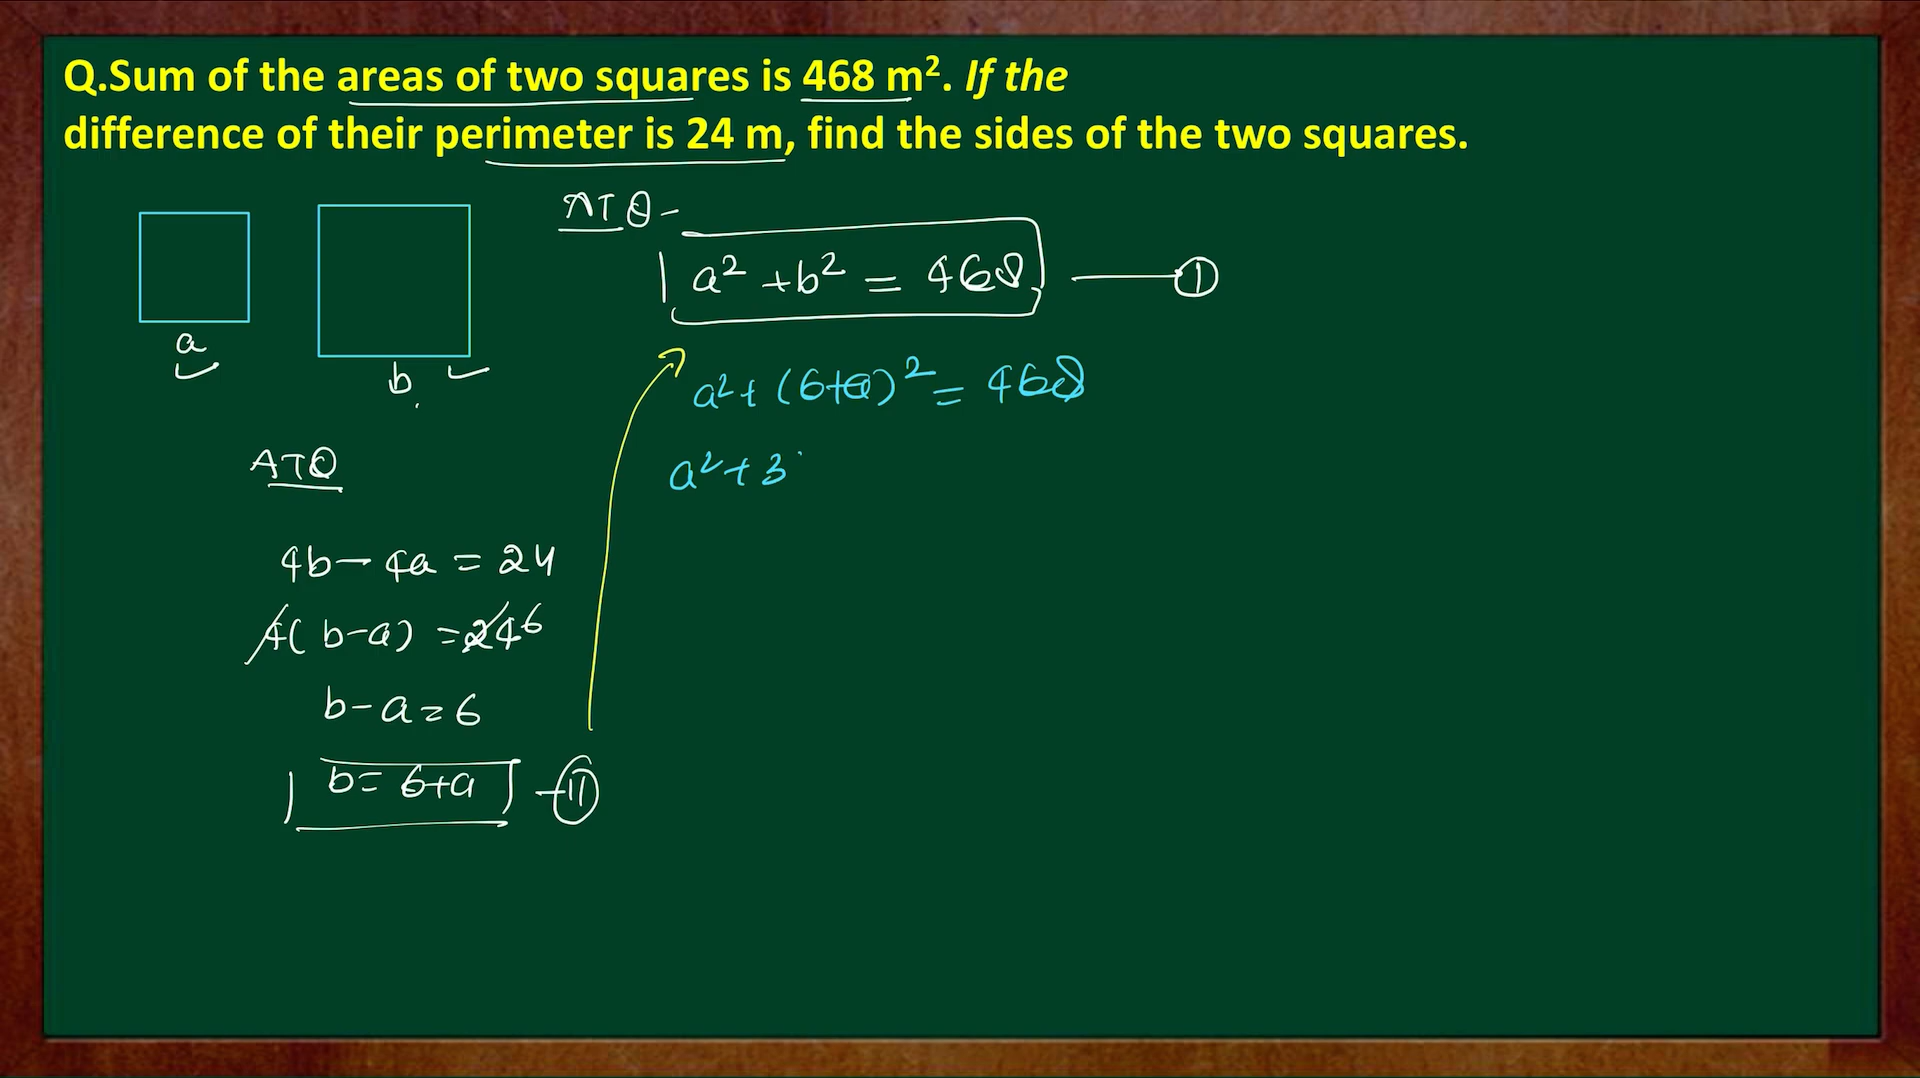 Q.Sum of the areas of two squares is 468 m². If the
difference of their perimeter is 24 m, find the sides of the two squares.
a
b
ATQ-
a² + b² = 468 ①
a² + (6+a)² = 468
a² + 3
ATQ
4b - 4a = 24
4(b-a) = 24 6
b - a = 6
b = 6+a - ⑪